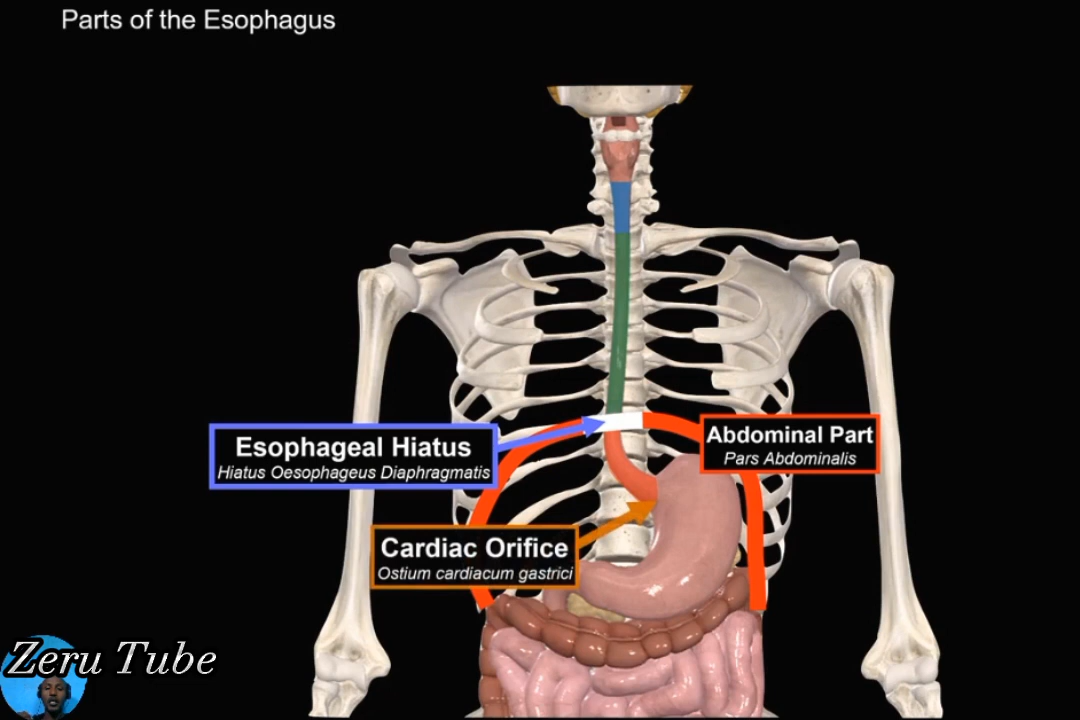 Parts of the Esophagus
Esophageal Hiatus
Hiatus Oesophageus Diaphragmatis
Abdominal Part
Pars Abdominalis
Cardiac Orifice
Ostium cardiacum gastrici
Zeru Tube